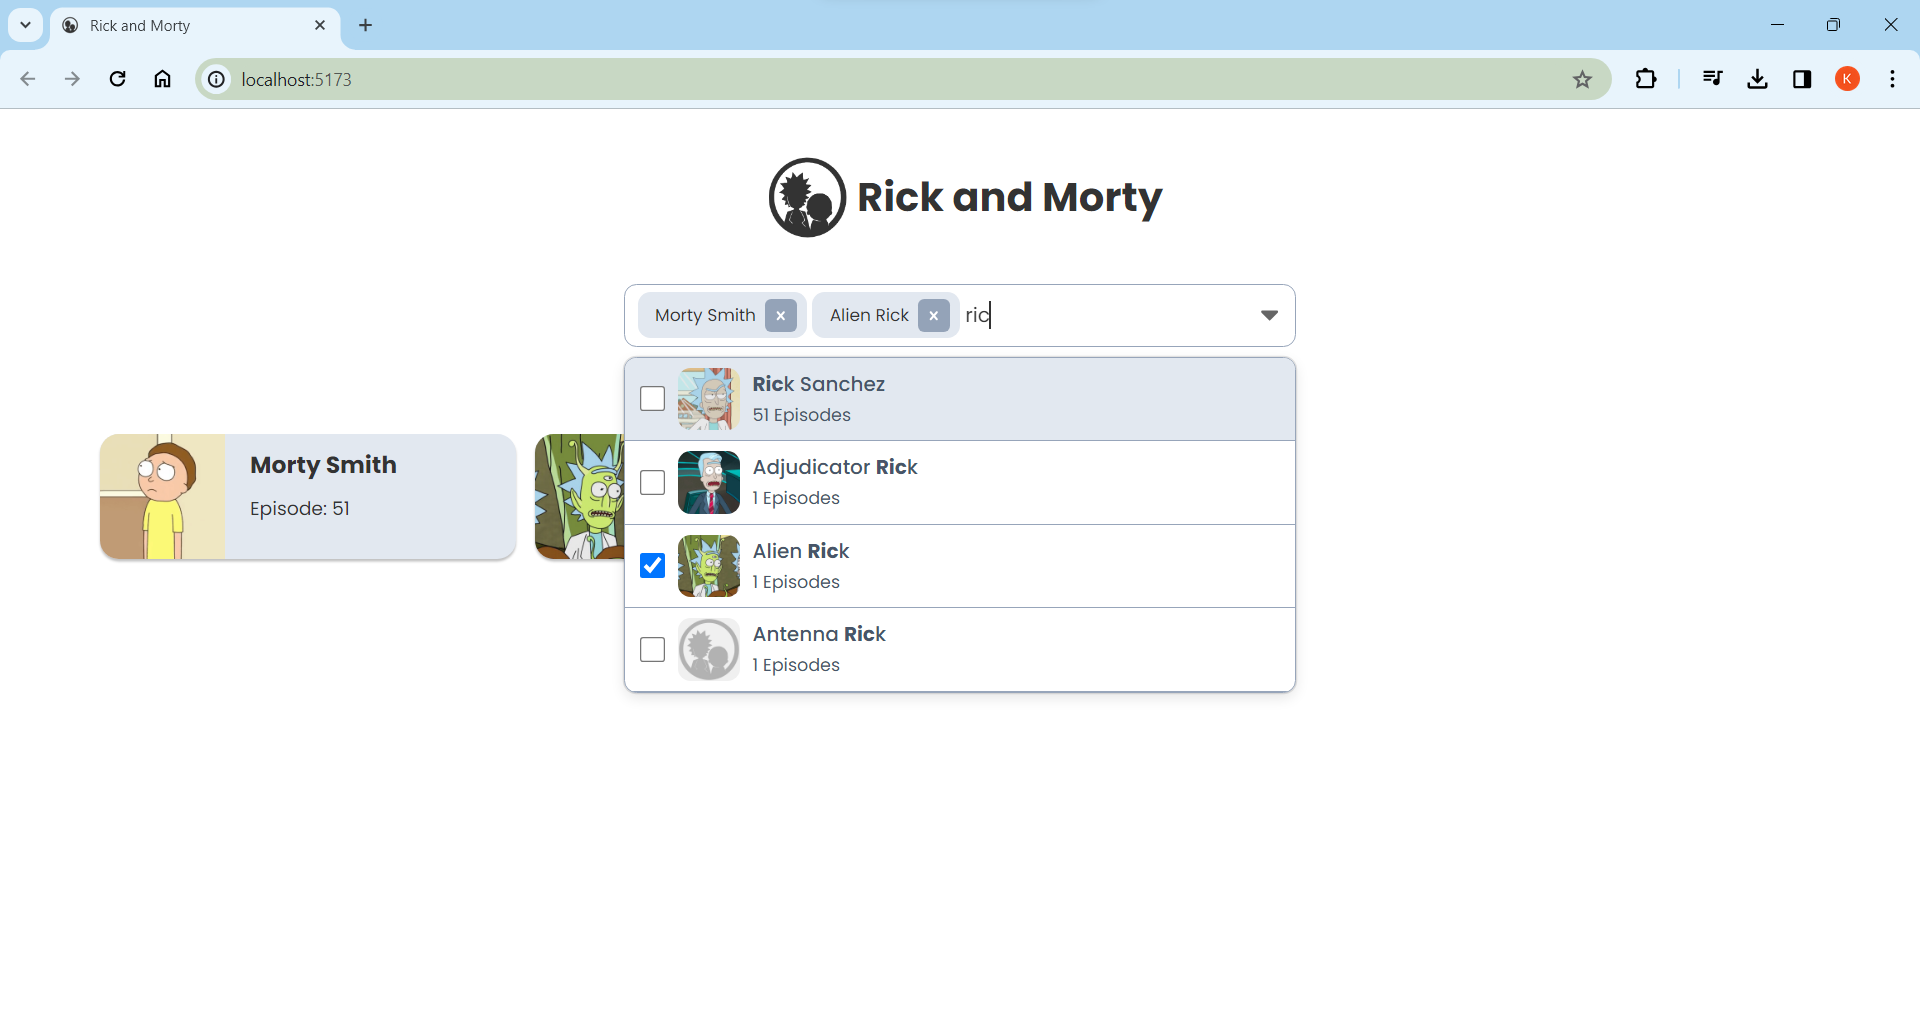 Rick and Morty
localhost:5173
K
Rick and Morty
Morty Smith x Alien Rick x ric
Rick Sanchez
51 Episodes
Adjudicator Rick
1 Episodes
Alien Rick
1 Episodes
Antenna Rick
1 Episodes
Morty Smith
Episode: 51